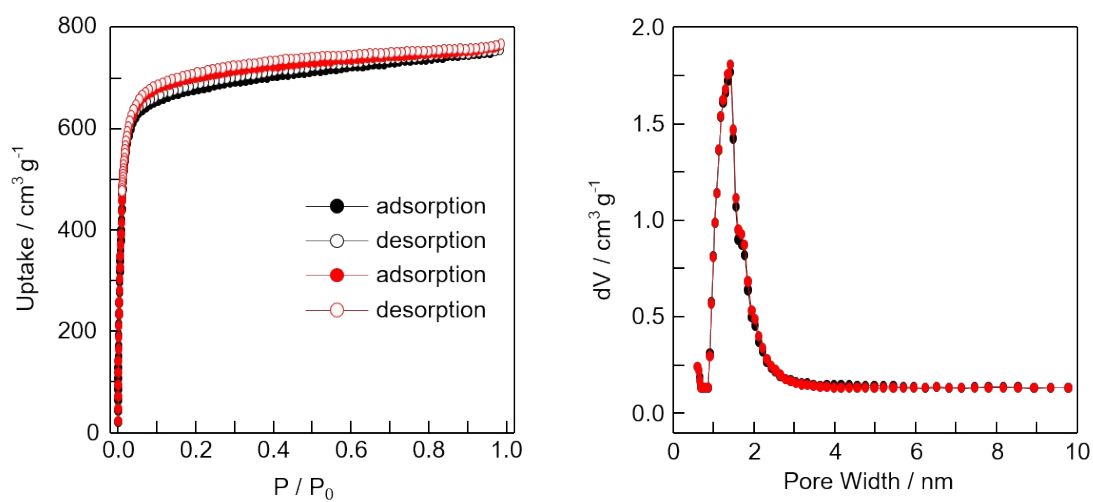 800
600
400
200
0
Uptake / cm³ g⁻¹
0.0 0.2 0.4 0.6 0.8 1.0
P / P₀
adsorption
desorption
adsorption
desorption
2.0
1.5
1.0
0.5
0.0
dV / cm³ g⁻¹
0 2 4 6 8 10
Pore Width / nm